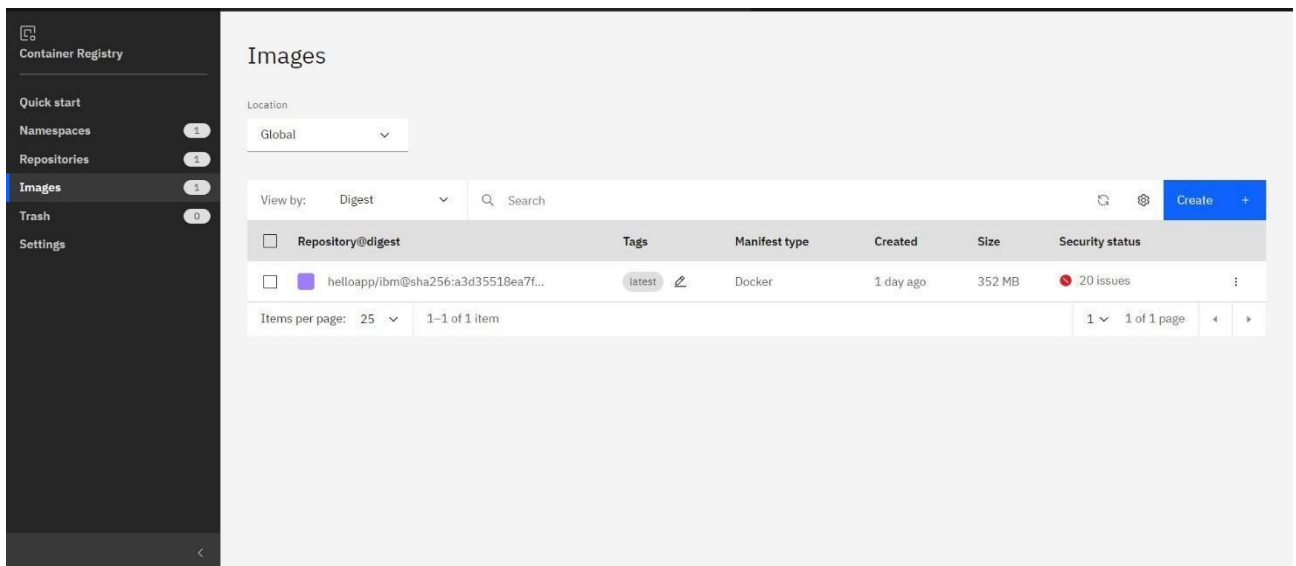 Container Registry
Quick start
Namespaces 1
Repositories 1
Images 1
Trash 0
Settings
Images
Location
Global
View by: Digest Search Create +
Repository@digest Tags Manifest type Created Size Security status
helloapp/ibm@sha256:a3d35518ea7f... latest Docker 1 day ago 352 MB 20 issues
Items per page: 25 1–1 of 1 item 1 1 of 1 page